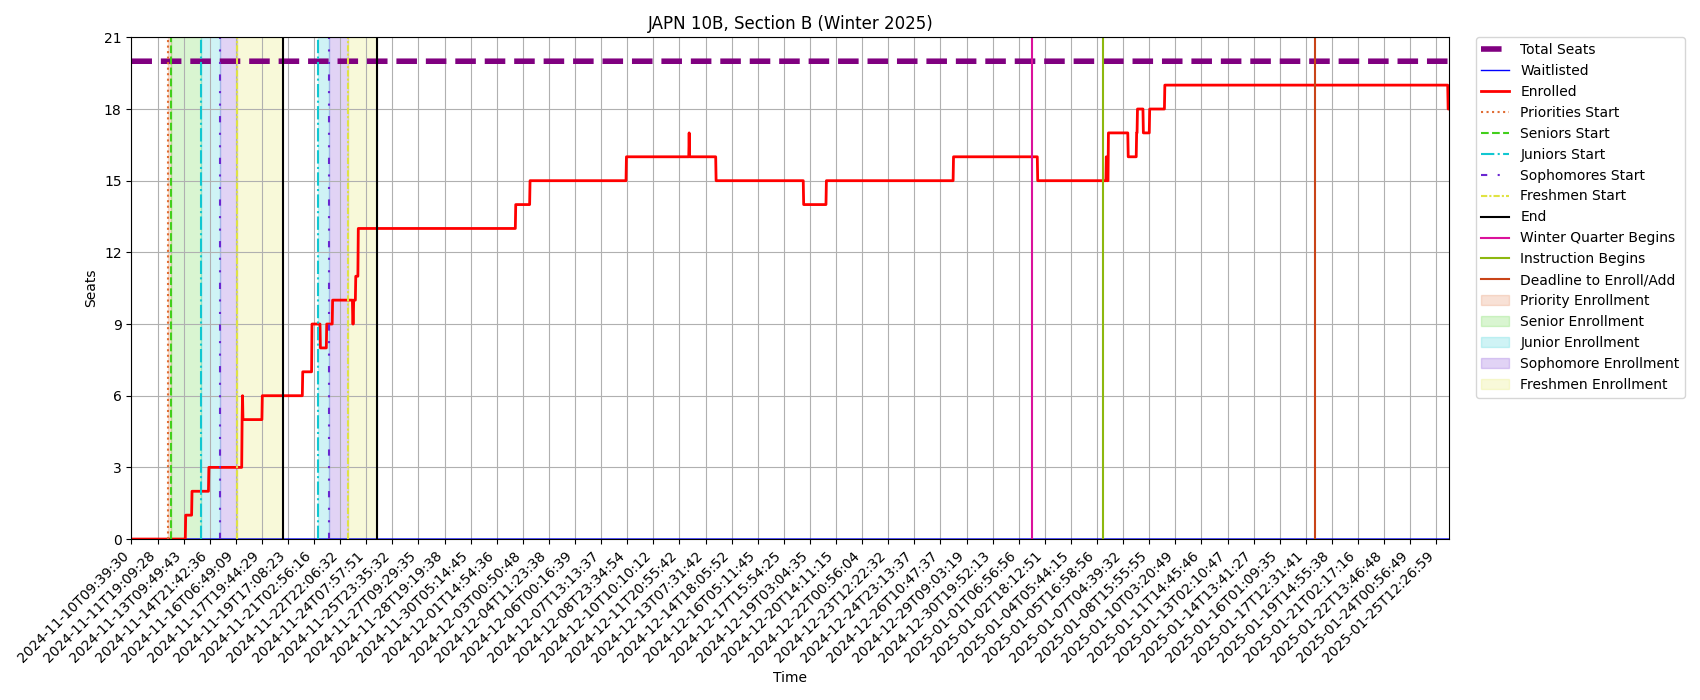 JAPN 10B, Section B (Winter 2025)
21
18
15
12
9
6
3
0
Seats
2024-11-10T09:39:30
2024-11-11T19:09:28
2024-11-13T09:49:43
2024-11-14T21:42:36
2024-11-16T06:49:09
2024-11-17T19:44:29
2024-11-19T17:08:23
2024-11-21T02:56:16
2024-11-22T22:06:32
2024-11-24T07:57:51
2024-11-25T23:35:32
2024-11-27T09:29:35
2024-11-28T19:19:38
2024-11-30T05:14:45
2024-12-01T14:54:36
2024-12-03T00:50:48
2024-12-04T11:23:38
2024-12-06T00:16:39
2024-12-07T13:13:37
2024-12-08T23:34:54
2024-12-10T10:10:12
2024-12-11T20:55:42
2024-12-13T07:31:42
2024-12-14T18:05:52
2024-12-16T05:11:45
2024-12-17T15:54:25
2024-12-19T03:04:35
2024-12-20T14:11:15
2024-12-22T00:56:04
2024-12-23T12:22:32
2024-12-24T23:13:37
2024-12-26T10:47:37
2024-12-29T09:03:19
2024-12-30T19:52:13
2025-01-01T06:56:56
2025-01-02T18:12:51
2025-01-04T05:44:15
2025-01-05T16:58:56
2025-01-07T04:39:32
2025-01-08T15:55:55
2025-01-10T03:20:49
2025-01-11T14:45:46
2025-01-13T02:10:47
2025-01-14T13:41:27
2025-01-16T01:09:35
2025-01-17T12:31:41
2025-01-19T14:55:38
2025-01-21T02:17:16
2025-01-22T13:46:48
2025-01-24T00:56:49
2025-01-25T12:26:59
Time
Total Seats
Waitlisted
Enrolled
Priorities Start
Seniors Start
Juniors Start
Sophomores Start
Freshmen Start
End
Winter Quarter Begins
Instruction Begins
Deadline to Enroll/Add
Priority Enrollment
Senior Enrollment
Junior Enrollment
Sophomore Enrollment
Freshmen Enrollment